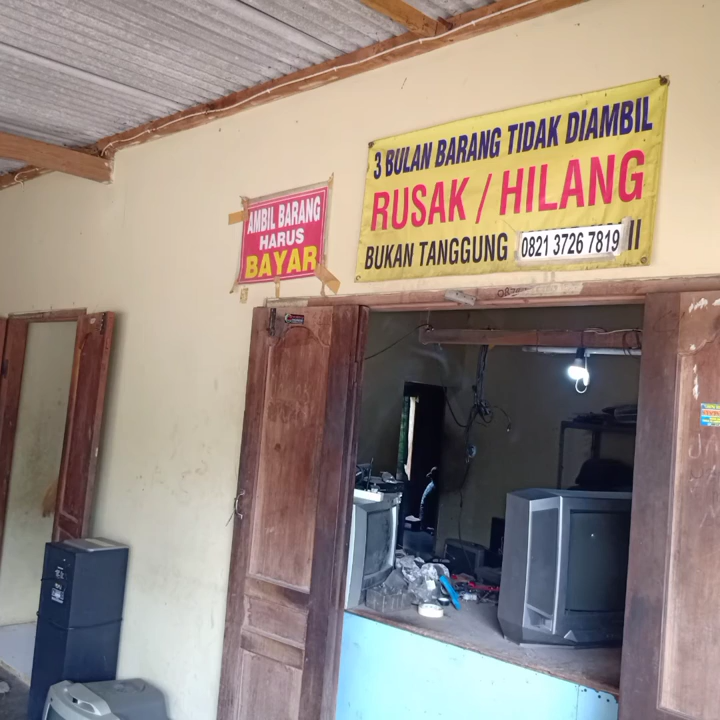 3 BULAN BARANG TIDAK DIAMBIL
RUSAK / HILANG
BUKAN TANGGUNG 0821 3726 7819 !!
AMBIL BARANG
HARUS
BAYAR